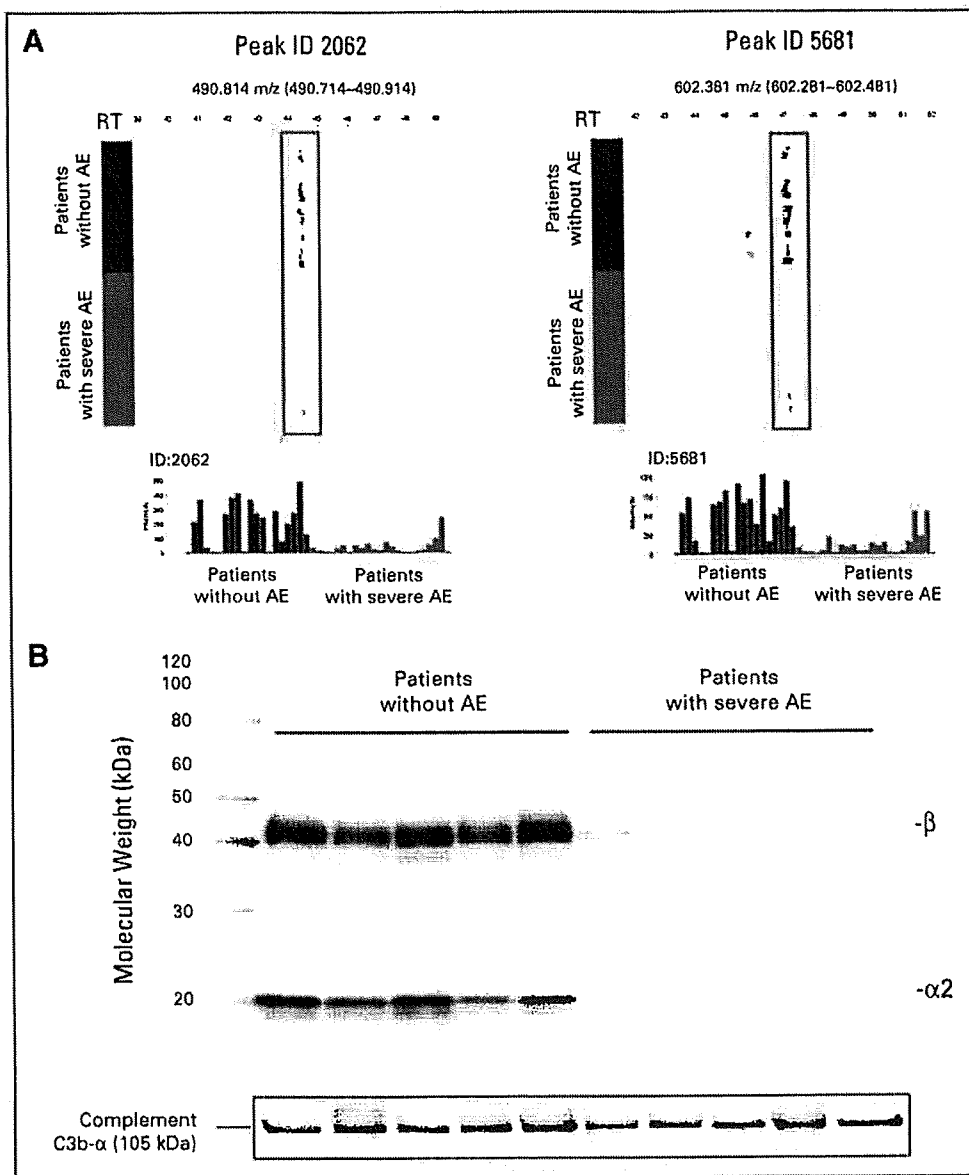 A
Peak ID 2062
Peak ID 5681
490.814 m/z (490.714~490.914)
602.381 m/z (602.281~602.481)
RT
RT
Patients
without AE
Patients
with severe AE
Patients
without AE
Patients
with severe AE
ID:2062
ID:5681
Patients
without AE
Patients
with severe AE
Patients
without AE
Patients
with severe AE
B
Patients
without AE
Patients
with severe AE
Molecular Weight (kDa)
120
100
80
60
50
40
30
20
-β
-α2
Complement
C3b-α (105 kDa)